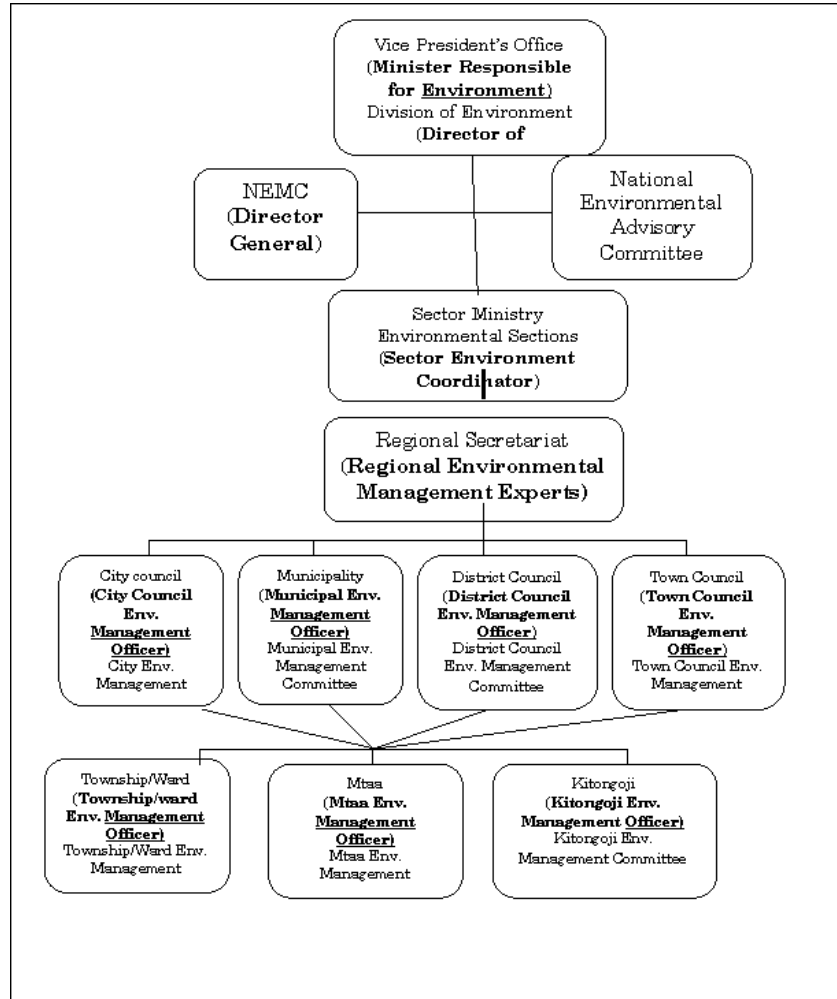 Vice President's Office
(Minister Responsible
for Environment)
Division of Environment
(Director of
NEMC
(Director
General)
National
Environmental
Advisory
Committee
Sector Ministry
Environmental Sections
(Sector Environment
Coordinator)
Regional Secretariat
(Regional Environmental
Management Experts)
City council
(City Council
Env.
Management
Officer)
City Env.
Management
Municipality
(Municipal Env.
Management
Officer)
Municipal Env.
Management
Committee
District Council
(District Council
Env. Management
Officer)
District Council
Env. Management
Committee
Town Council
(Town Council
Env.
Management
Officer)
Town Council Env.
Management
Township/Ward
(Township/ward
Env. Management
Officer)
Township/Ward Env.
Management
Mtaa
(Mtaa Env.
Management
Officer)
Mtaa Env.
Management
Kitongoji
(Kitongoji Env.
Management Officer)
Kitongoji Env.
Management Committee